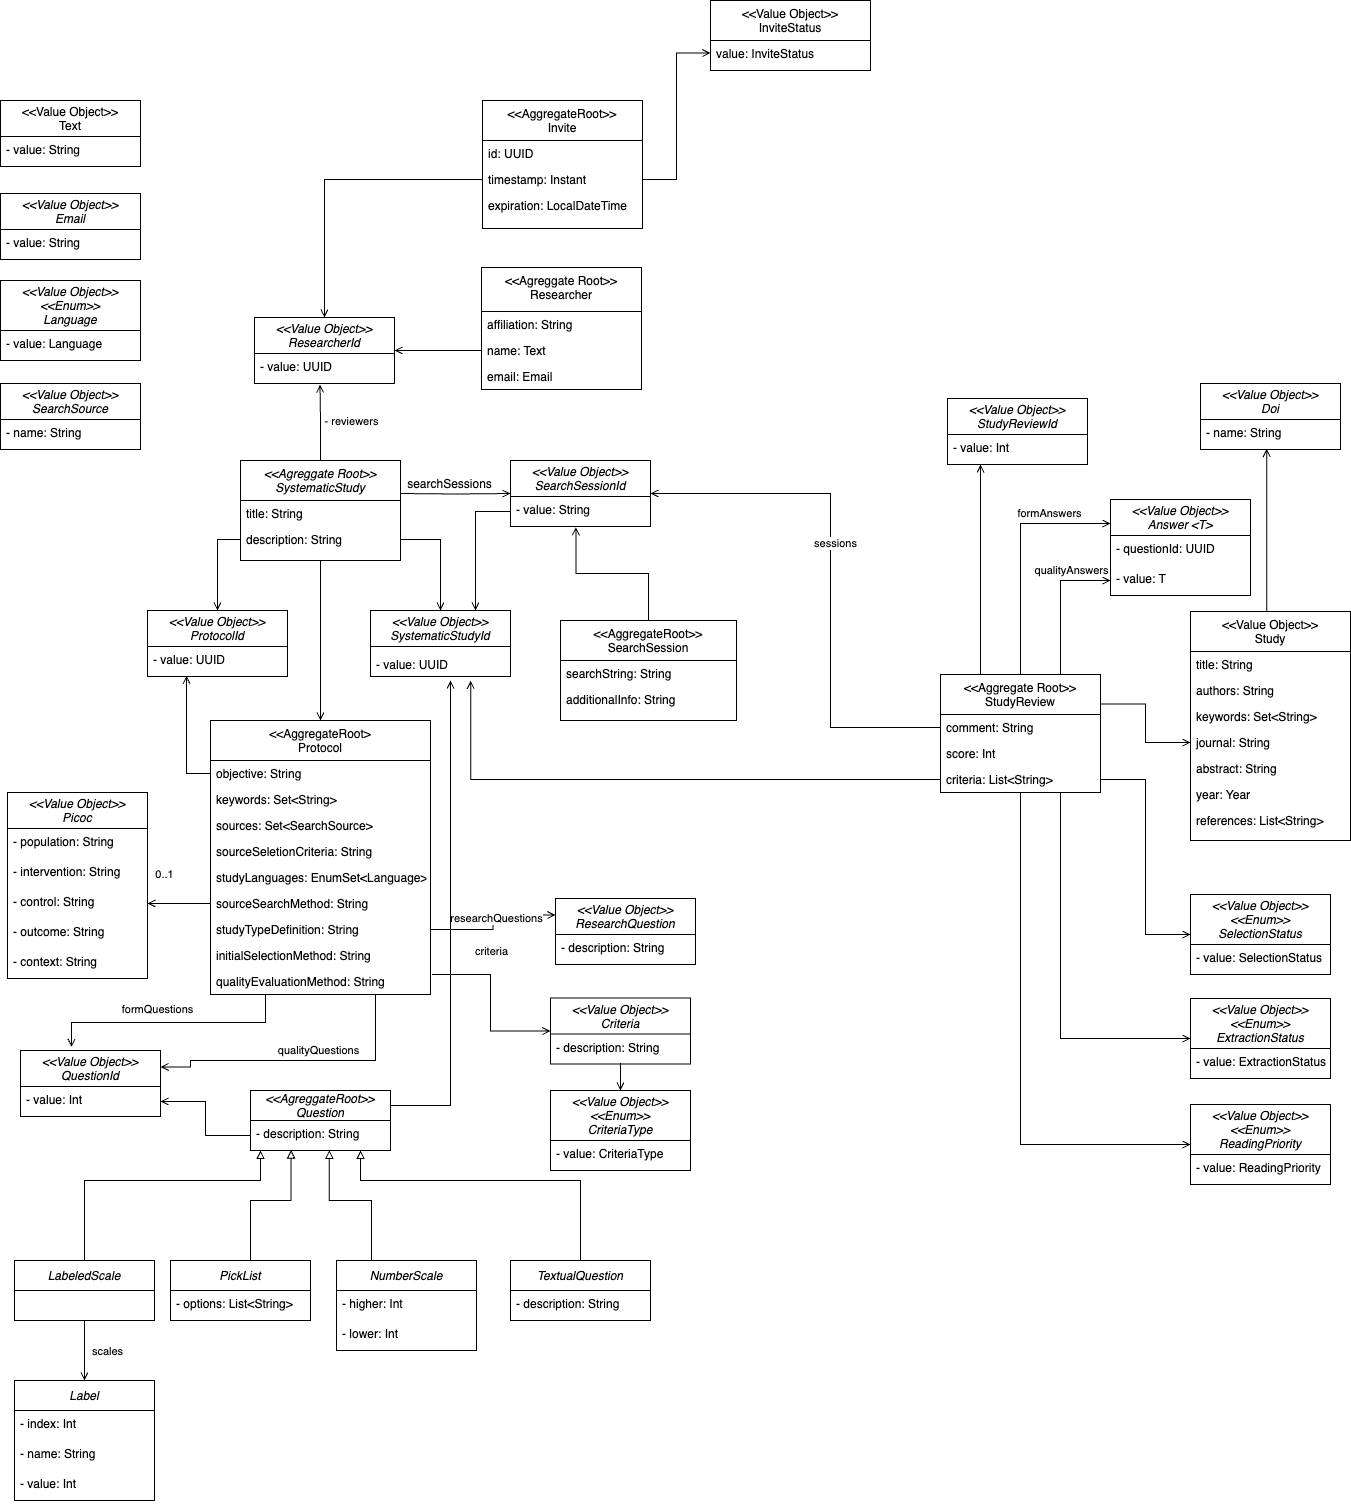 <<Value Object>>
InviteStatus
value: InviteStatus
<<Value Object>>
Text
- value: String
<<AggregateRoot>>
Invite
id: UUID
timestamp: Instant
expiration: LocalDateTime
<<Value Object>>
Email
- value: String
<<Value Object>>
<<Enum>>
Language
- value: Language
<<Agreggate Root>>
Researcher
affiliation: String
name: Text
email: Email
<<Value Object>>
ResearcherId
- value: UUID
<<Value Object>>
SearchSource
- name: String
- reviewers
<<Value Object>>
StudyReviewId
- value: Int
<<Value Object>>
Doi
- name: String
<<Agreggate Root>>
SystematicStudy
title: String
description: String
searchSessions
<<Value Object>>
SearchSessionId
- value: String
sessions
formAnswers
qualityAnswers
<<Value Object>>
Answer <T>
- questionId: UUID
- value: T
<<Value Object>>
ProtocolId
- value: UUID
<<Value Object>>
SystematicStudyId
- value: UUID
<<AggregateRoot>>
SearchSession
searchString: String
additionalInfo: String
<<Value Object>>
Study
title: String
authors: String
keywords: Set<String>
journal: String
abstract: String
year: Year
references: List<String>
<<Aggregate Root>>
StudyReview
comment: String
score: Int
criteria: List<String>
<<AggregateRoot>
Protocol
objective: String
keywords: Set<String>
sources: Set<SearchSource>
sourceSeletionCriteria: String
studyLanguages: EnumSet<Language>
sourceSearchMethod: String
studyTypeDefinition: String
initialSelectionMethod: String
qualityEvaluationMethod: String
<<Value Object>>
Picoc
- population: String
- intervention: String
- control: String
- outcome: String
- context: String
0..1
researchQuestions
<<Value Object>>
ResearchQuestion
- description: String
criteria
<<Value Object>>
<<Enum>>
SelectionStatus
- value: SelectionStatus
formQuestions
qualityQuestions
<<Value Object>>
Criteria
- description: String
<<Value Object>>
<<Enum>>
ExtractionStatus
- value: ExtractionStatus
<<Value Object>>
QuestionId
- value: Int
<<AgreggateRoot>>
Question
- description: String
<<Value Object>>
<<Enum>>
CriteriaType
- value: CriteriaType
<<Value Object>>
<<Enum>>
ReadingPriority
- value: ReadingPriority
LabeledScale
PickList
- options: List<String>
NumberScale
- higher: Int
- lower: Int
TextualQuestion
- description: String
scales
Label
- index: Int
- name: String
- value: Int